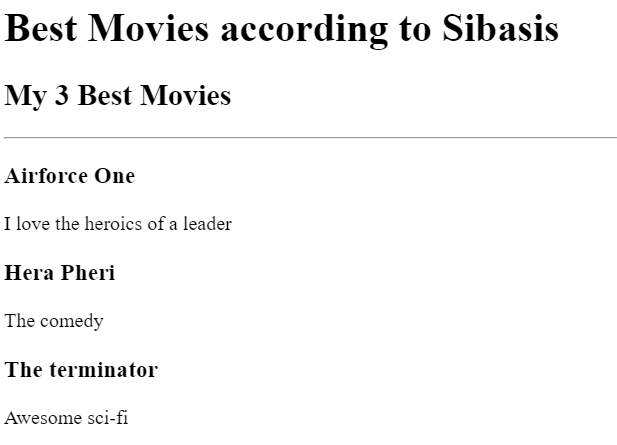 Best Movies according to Sibasis
My 3 Best Movies
Airforce One
I love the heroics of a leader
Hera Pheri
The comedy
The terminator
Awesome sci-fi